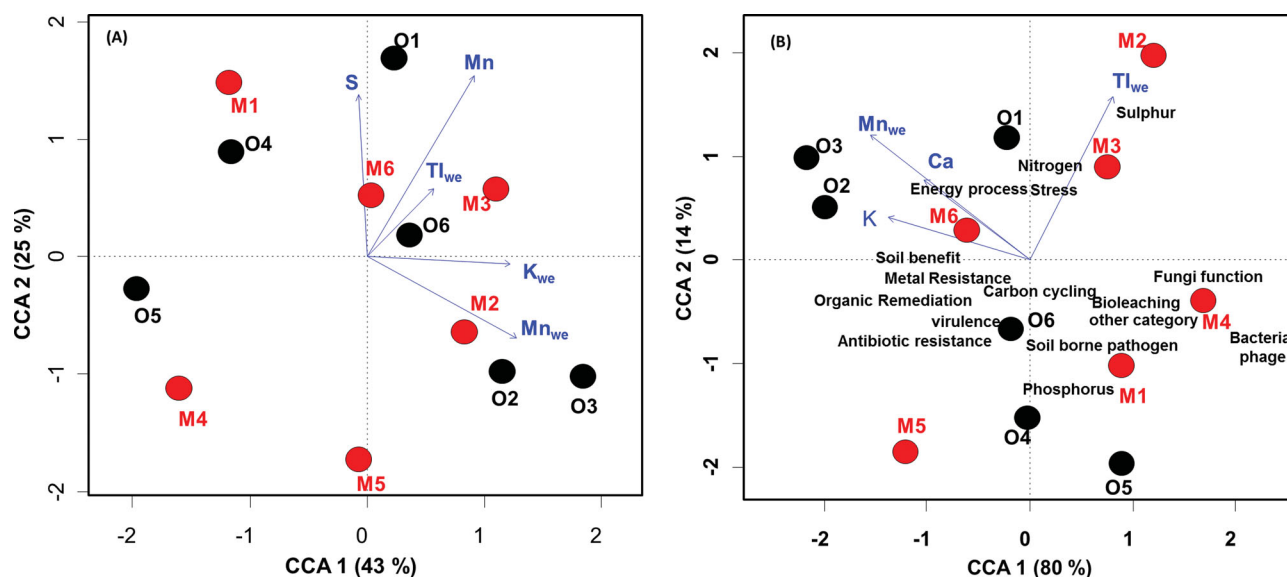 (A)
O1
Mn
S
M1
O4
M6
TIwe
M3
O6
Kwe
O5
M2
Mnwe
O2
O3
M4
M5
2
1
0
-1
-2
CCA 2 (25 %)
-2
-1
0
1
2
CCA 1 (43 %)
(B)
M2
TIwe
Sulphur
O1
Mnwe
O3
M3
Ca
Nitrogen
O2
Energy process Stress
K
M6
Soil benefit
Metal Resistance
Fungi function
Carbon cycling
Organic Remediation
Bioleaching
virulence
O6
other category
M4
Antibiotic resistance
Soil borne pathogen
Bacteria
phage
Phosphorus
M1
O4
M5
O5
2
1
0
-1
-2
CCA 2 (14 %)
-2
-1
0
1
2
CCA 1 (80 %)